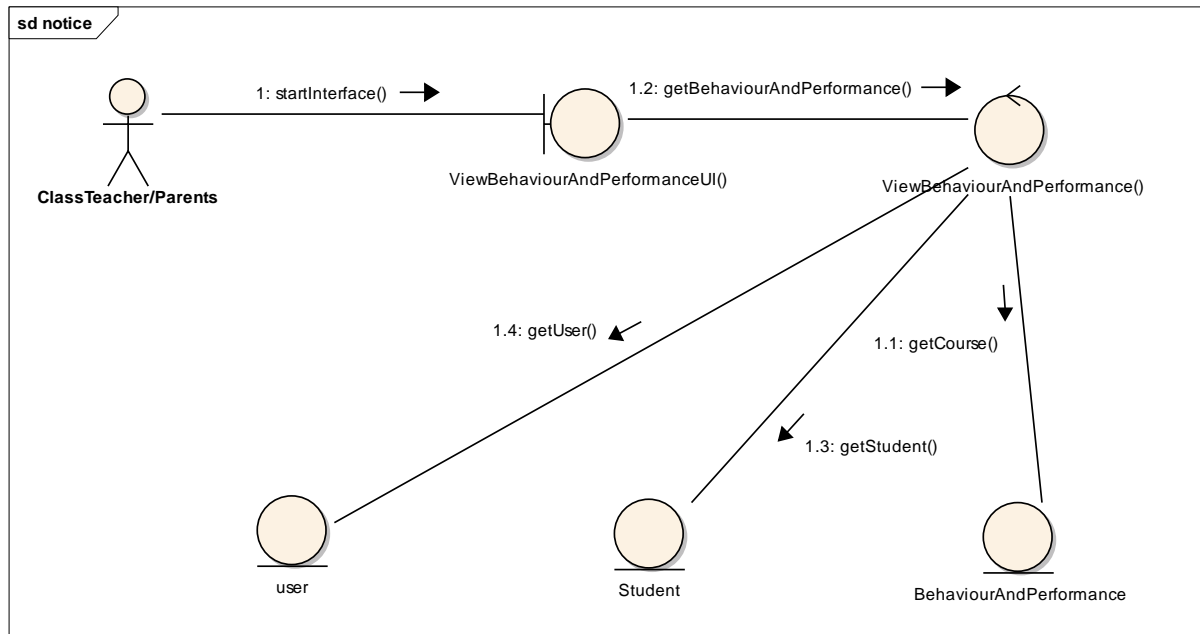 sd notice
1: startInterface()
1.2: getBehaviourAndPerformance()
ViewBehaviourAndPerformanceUI()
ViewBehaviourAndPerformance()
ClassTeacher/Parents
1.4: getUser()
1.1: getCourse()
1.3: getStudent()
user
Student
BehaviourAndPerformance